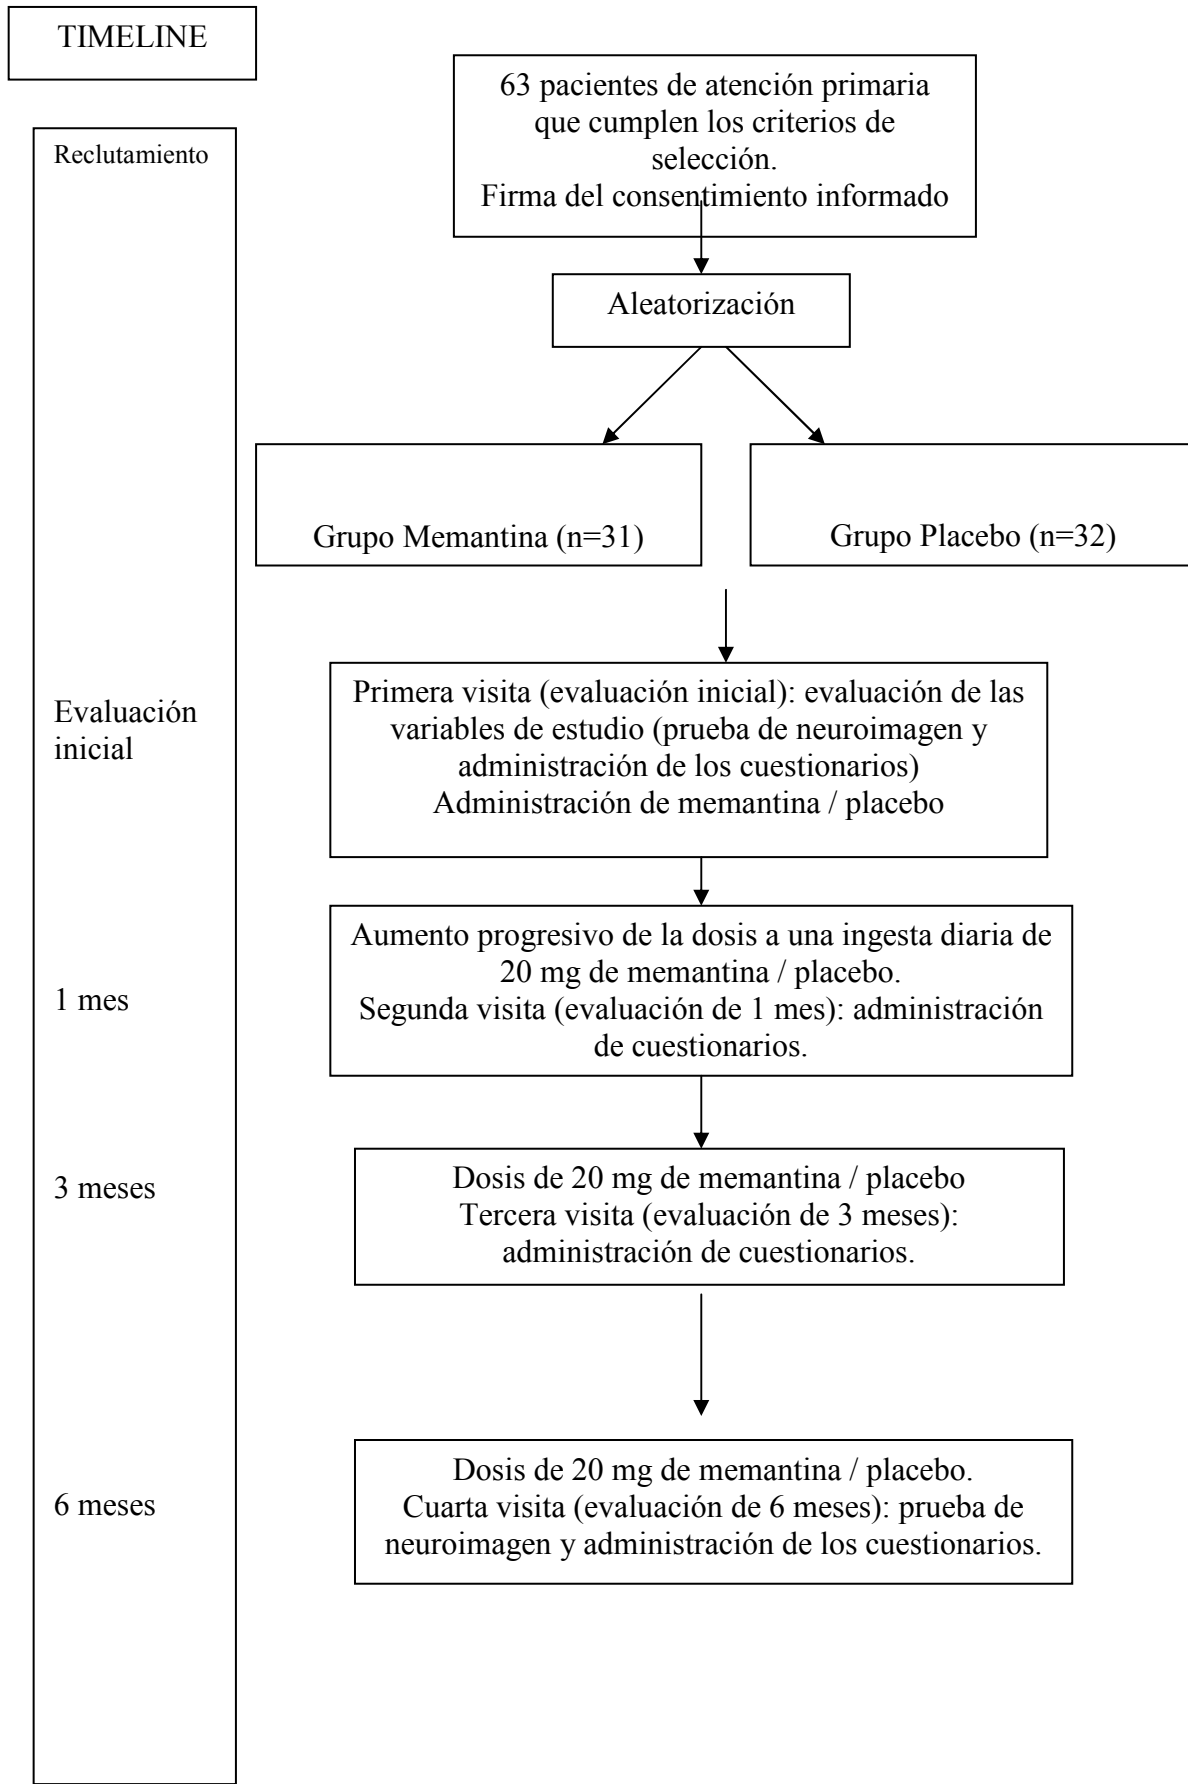 TIMELINE
63 pacientes de atención primaria
que cumplen los criterios de
selección.
Firma del consentimiento informado
Reclutamiento
Aleatorización
Grupo Memantina (n=31)
Grupo Placebo (n=32)
Evaluación
inicial
Primera visita (evaluación inicial): evaluación de las
variables de estudio (prueba de neuroimagen y
administración de los cuestionarios)
Administración de memantina / placebo
1 mes
Aumento progresivo de la dosis a una ingesta diaria de
20 mg de memantina / placebo.
Segunda visita (evaluación de 1 mes): administración
de cuestionarios.
3 meses
Dosis de 20 mg de memantina / placebo
Tercera visita (evaluación de 3 meses):
administración de cuestionarios.
6 meses
Dosis de 20 mg de memantina / placebo.
Cuarta visita (evaluación de 6 meses): prueba de
neuroimagen y administración de los cuestionarios.